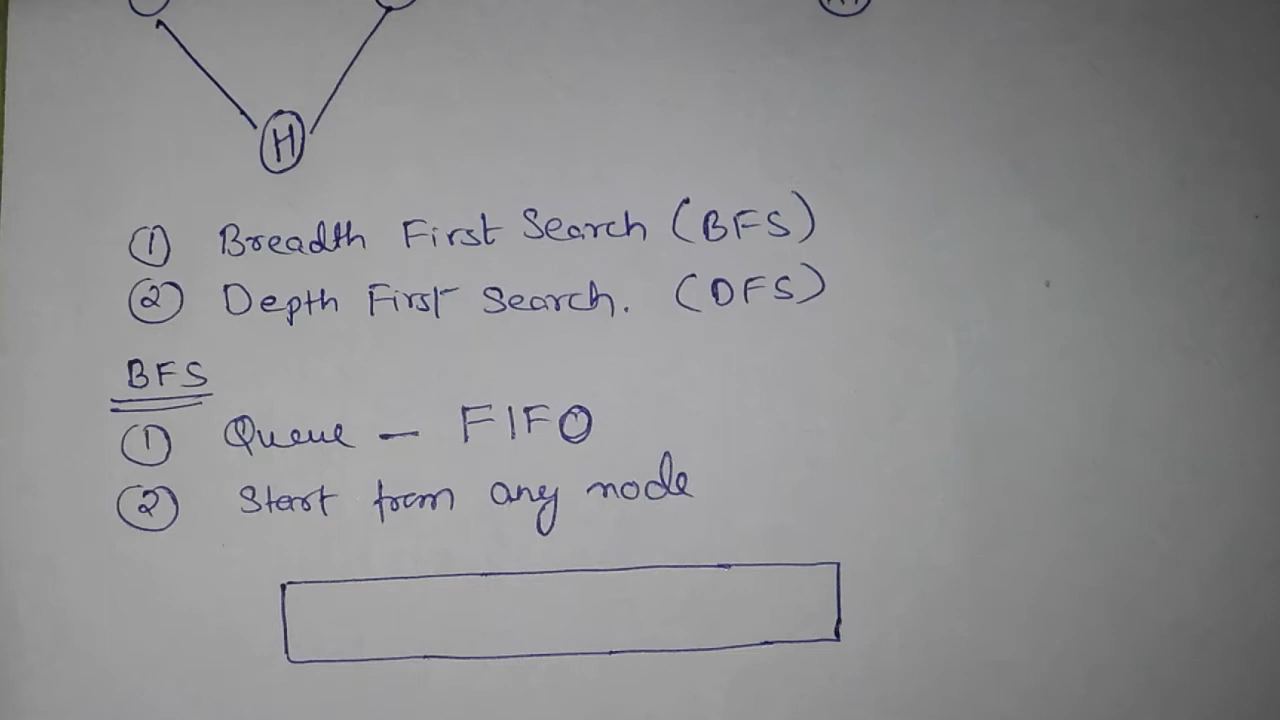 H
① Breadth First Search (BFS)
② Depth First Search. (DFS)
BFS
① Queue - FIFO
② Start from any node